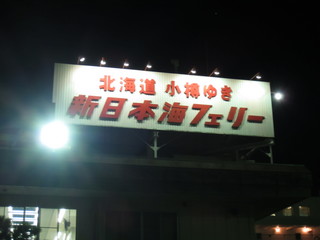 北海道 小樽ゆき
新日本海フェリー